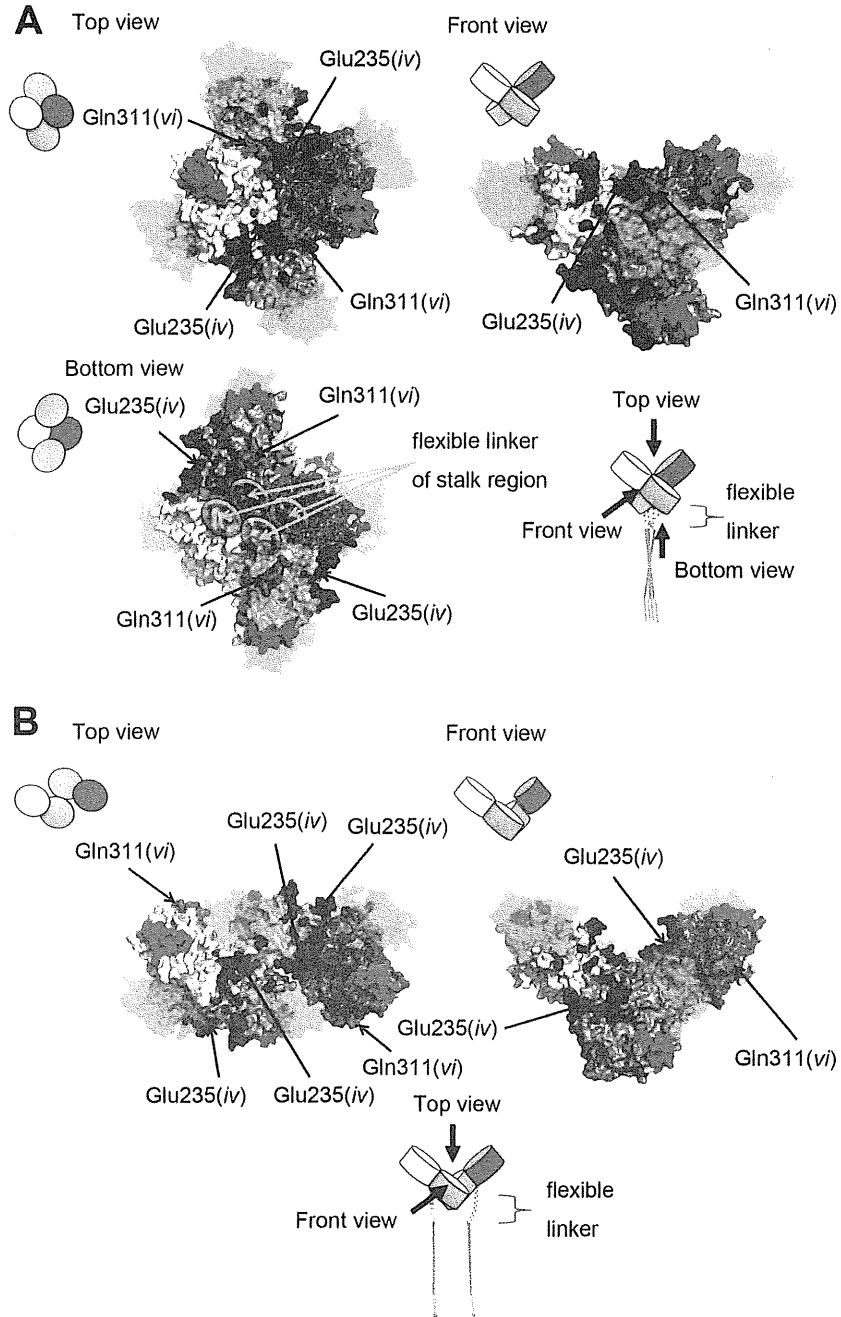 A
Top view
Front view
Glu235(iv)
Gln311(vi)
Gln311(vi)
Glu235(iv)
Glu235(iv)
Gln311(vi)
Bottom view
Glu235(iv)
Gln311(vi)
flexible linker
of stalk region
Gln311(vi)
Glu235(iv)
Top view
flexible
linker
Front view
Bottom view
B
Top view
Front view
Glu235(iv)
Glu235(iv)
Gln311(vi)
Glu235(iv)
Glu235(iv)
Gln311(vi)
Glu235(iv)
Glu235(iv)
Gln311(vi)
Top view
Front view
flexible
linker